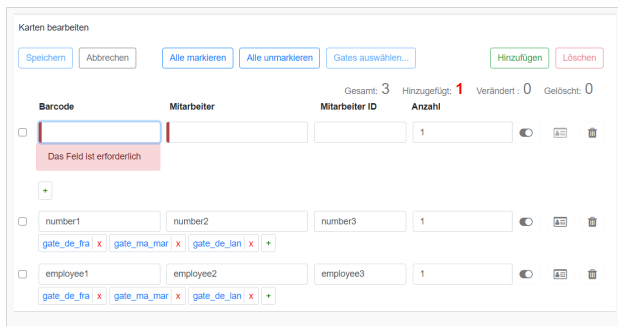 Karten bearbeiten
Speichern Abbrechen Alle markieren Alle unmarkieren Gates auswählen... Hinzufügen Löschen
Gesamt: 3 Hinzugefügt: 1 Verändert : 0 Gelöscht: 0
Barcode Mitarbeiter Mitarbeiter ID Anzahl
1
Das Feld ist erforderlich
+
number1 number2 number3 1
gate_de_fra x gate_ma_mar x gate_de_lan x +
employee1 employee2 employee3 1
gate_de_fra x gate_ma_mar x gate_de_lan x +